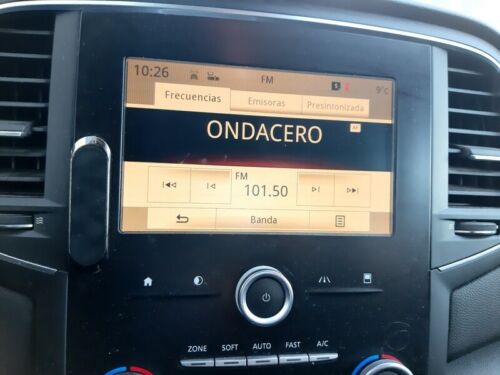 10:26 FM 9°C
Frecuencias Emisoras Presintonizada
ONDACERO AF
FM
101.50
Banda
ZONE SOFT AUTO FAST A/C